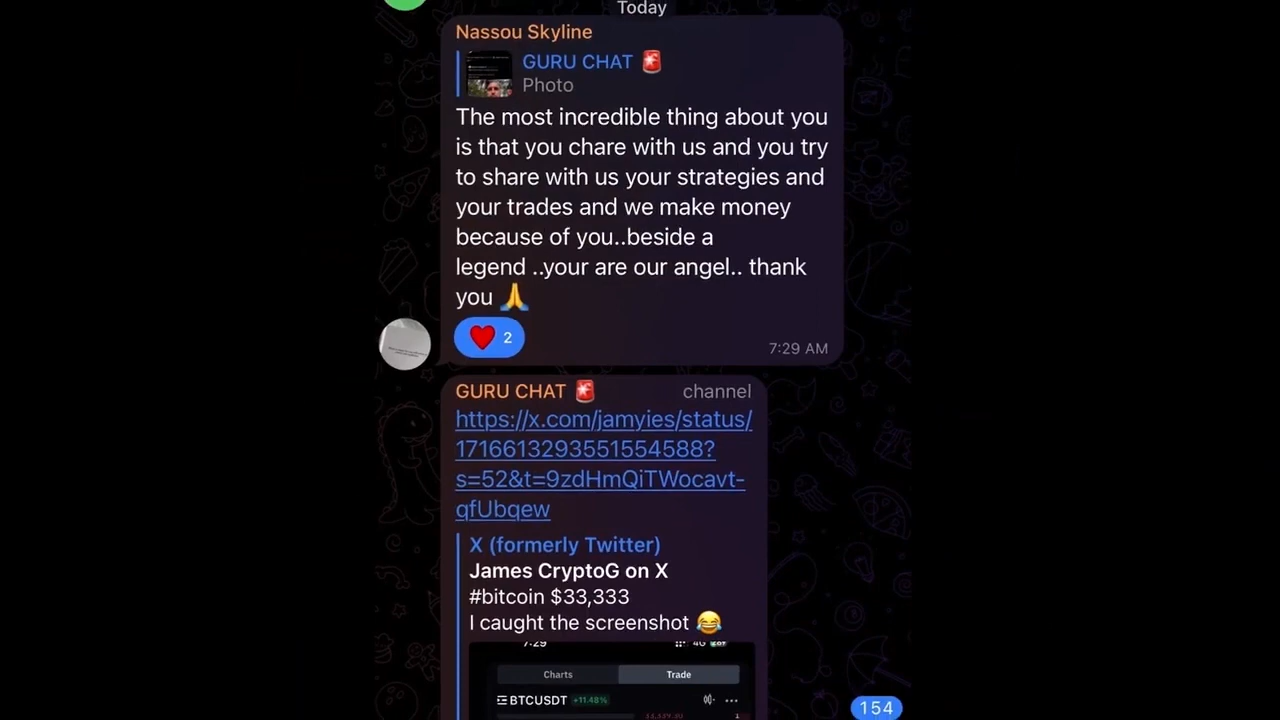 Today
Nassou Skyline
GURU CHAT 🚨
Photo
The most incredible thing about you
is that you chare with us and you try
to share with us your strategies and
your trades and we make money
because of you..beside a
legend ..your are our angel.. thank
you 🙏
❤️ 2
7:29 AM
GURU CHAT 🚨 channel
https://x.com/jamyies/status/
1716613293551554588?
s=52&t=9zdHmQiTWocavt-
qfUbqew
X (formerly Twitter)
James CryptoG on X
#bitcoin $33,333
I caught the screenshot 😂
7:29 4G
Charts Trade
BTCUSDT +11.48%
154